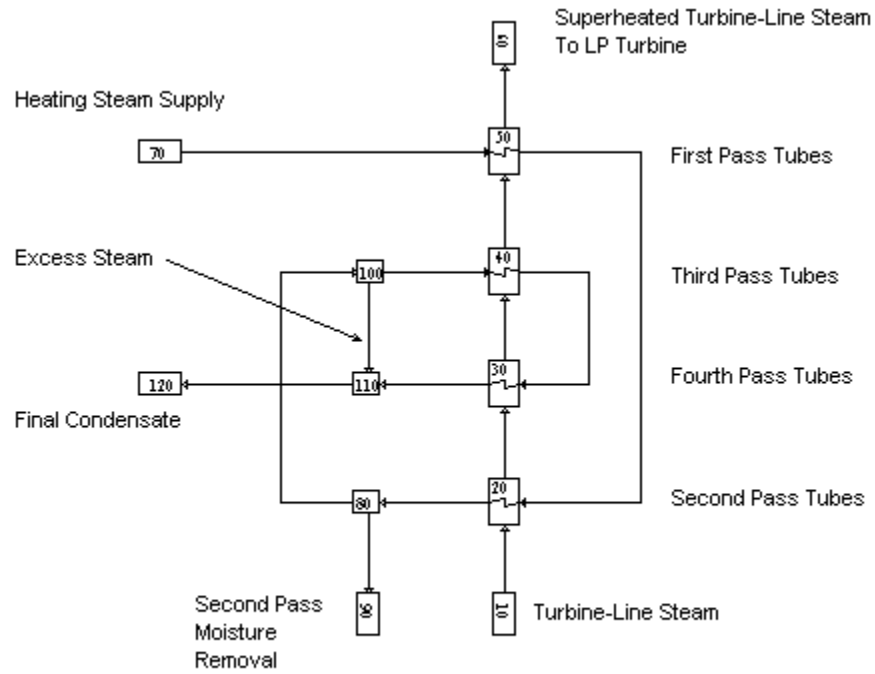 Superheated Turbine-Line Steam
To LP Turbine
60
Heating Steam Supply
50
70
First Pass Tubes
Excess Steam
40
100
Third Pass Tubes
30
120
110
Fourth Pass Tubes
Final Condensate
20
80
Second Pass Tubes
Second Pass
Moisture
Removal
90
10
Turbine-Line Steam